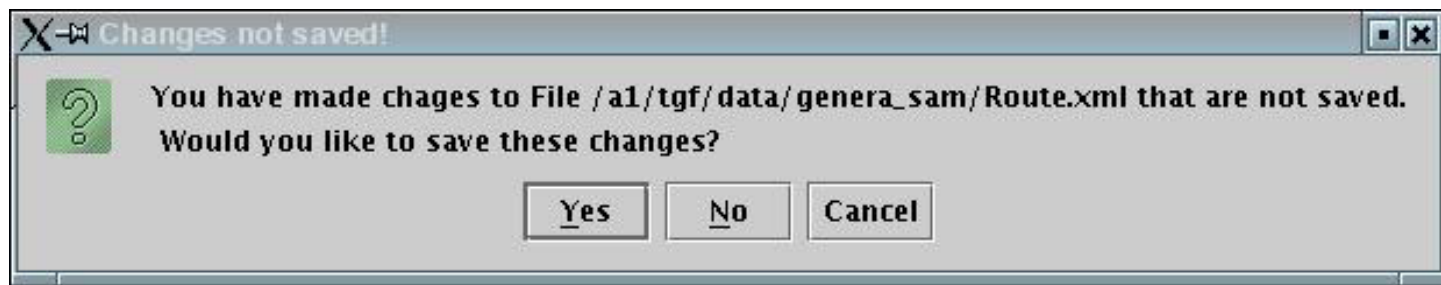 Changes not saved!
You have made chages to File /a1/tgf/data/genera_sam/Route.xml that are not saved.
Would you like to save these changes?
Yes No Cancel